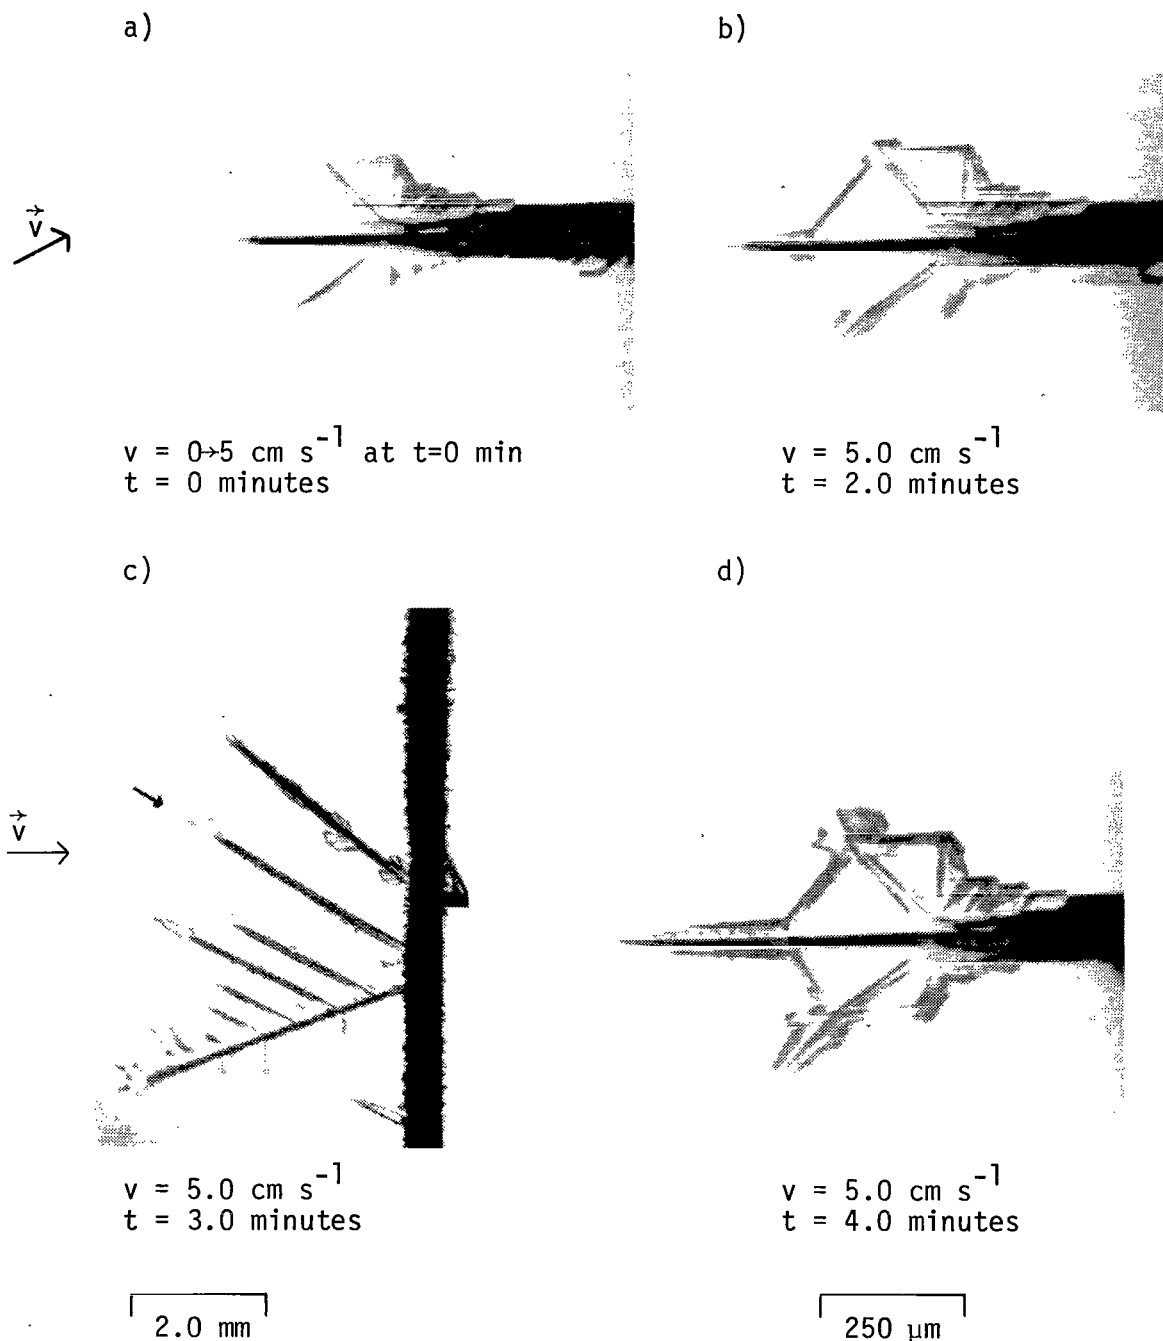 a)
b)
v⃗
v = 0→5 cm s⁻¹ at t=0 min
t = 0 minutes
v = 5.0 cm s⁻¹
t = 2.0 minutes
c)
d)
v⃗
v = 5.0 cm s⁻¹
t = 3.0 minutes
v = 5.0 cm s⁻¹
t = 4.0 minutes
2.0 mm
250 μm